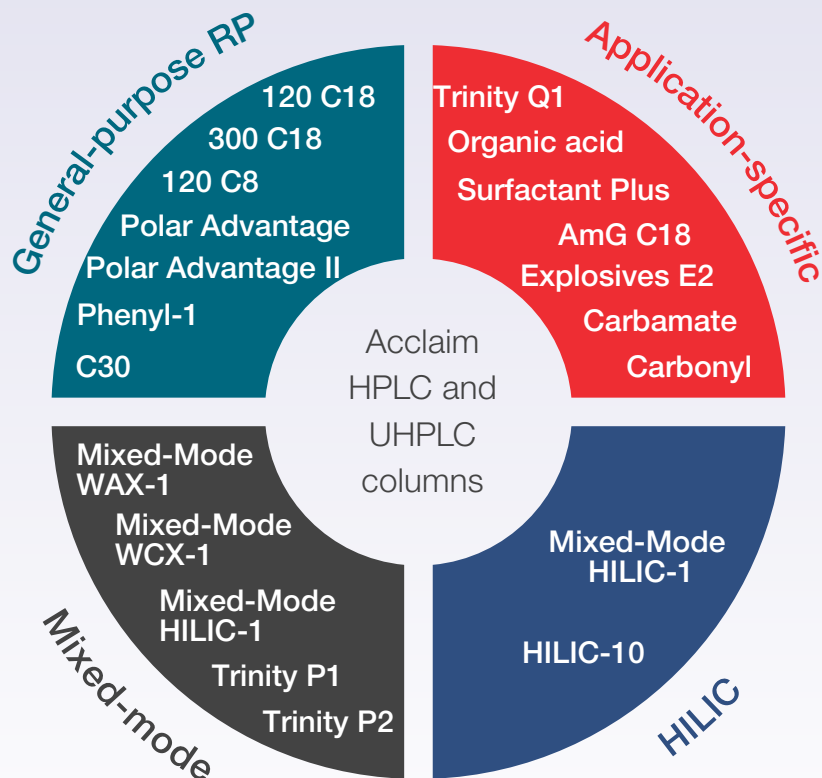 General-purpose RP
120 C18
300 C18
120 C8
Polar Advantage
Polar Advantage II
Phenyl-1
C30
Application-specific
Trinity Q1
Organic acid
Surfactant Plus
AmG C18
Explosives E2
Carbamate
Carbonyl
Acclaim
HPLC and
UHPLC
columns
Mixed-Mode
WAX-1
Mixed-Mode
WCX-1
Mixed-Mode
HILIC-1
Trinity P1
Trinity P2
Mixed-mode
Mixed-Mode
HILIC-1
HILIC-10
HILIC